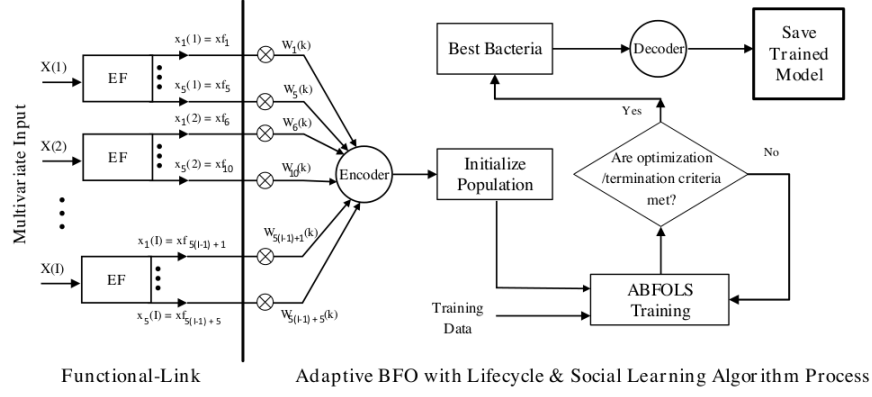 Multivariate Input
X(1)
EF
x₁(1) = xf₁
x₅(1) = xf₅
W₁(k)
W₅(k)
X(2)
EF
x₁(2) = xf₆
x₅(2) = xf₁₀
W₆(k)
W₁₀(k)
X(I)
EF
x₁(I) = xf₅₍I-1₎ + 1
x₅(I) = xf₅₍I-1₎ + 5
W₅₍I-1₎+1(k)
W₅₍I-1₎ + 5(k)
Encoder
Initialize
Population
Training
Data
ABFOLS
Training
Are optimization
/termination criteria
met?
Yes
No
Best Bacteria
Decoder
Save
Trained
Model
Functional-Link
Adaptive BFO with Lifecycle & Social Learning Algorithm Process